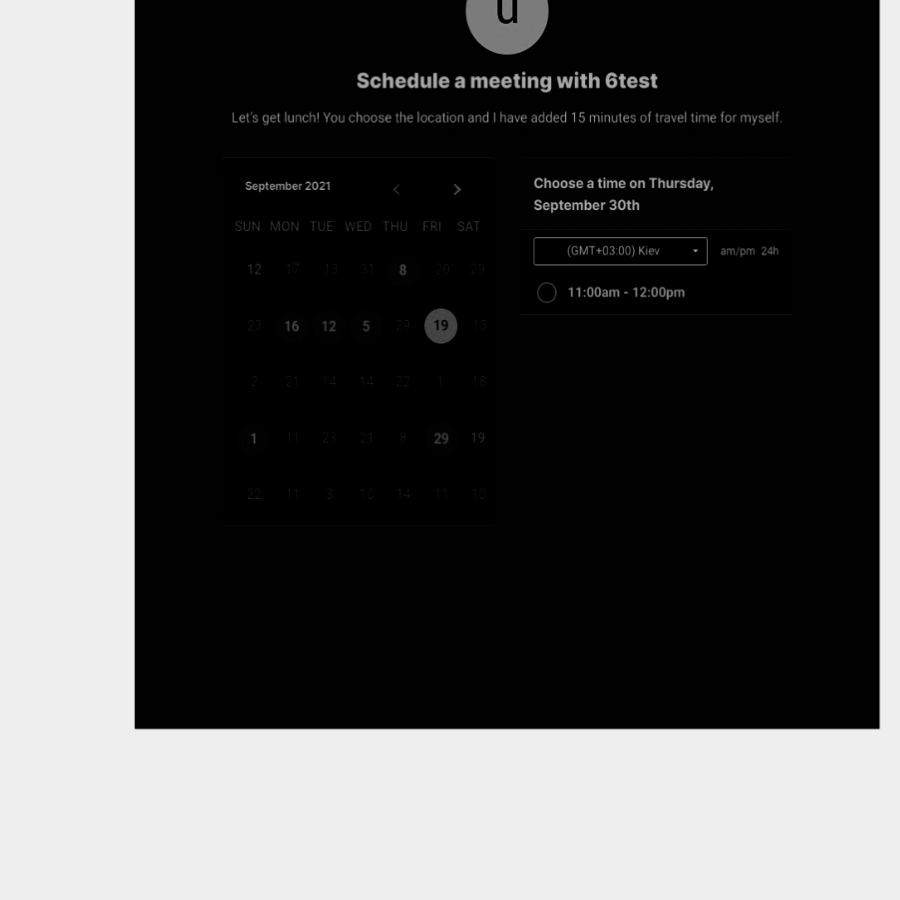 u
Schedule a meeting with 6test
Let's get lunch! You choose the location and I have added 15 minutes of travel time for myself.
September 2021
SUN MON TUE WED THU FRI SAT
12 17 13 31 8 20 29
23 16 12 5 29 19 13
2 21 14 14 22 1 18
1 11 23 21 8 29 19
22 11 3 10 14 11 10
Choose a time on Thursday,
September 30th
(GMT+03:00) Kiev am/pm 24h
11:00am - 12:00pm